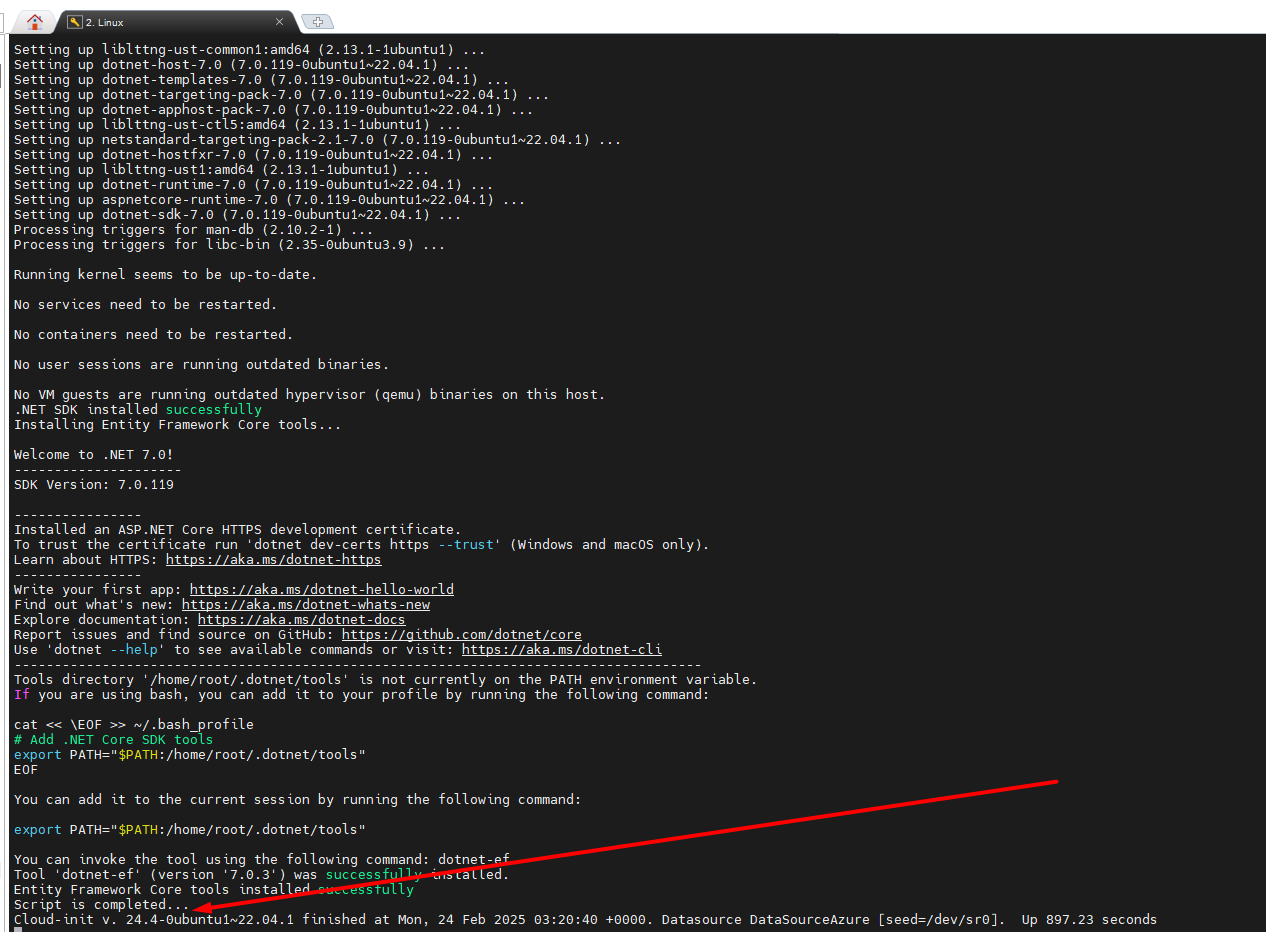 2. Linux
Setting up liblttng-ust-common1:amd64 (2.13.1-1ubuntu1) ...
Setting up dotnet-host-7.0 (7.0.119-0ubuntu1~22.04.1) ...
Setting up dotnet-templates-7.0 (7.0.119-0ubuntu1~22.04.1) ...
Setting up dotnet-targeting-pack-7.0 (7.0.119-0ubuntu1~22.04.1) ...
Setting up dotnet-apphost-pack-7.0 (7.0.119-0ubuntu1~22.04.1) ...
Setting up liblttng-ust-ctl5:amd64 (2.13.1-1ubuntu1) ...
Setting up netstandard-targeting-pack-2.1-7.0 (7.0.119-0ubuntu1~22.04.1) ...
Setting up dotnet-hostfxr-7.0 (7.0.119-0ubuntu1~22.04.1) ...
Setting up liblttng-ust1:amd64 (2.13.1-1ubuntu1) ...
Setting up dotnet-runtime-7.0 (7.0.119-0ubuntu1~22.04.1) ...
Setting up aspnetcore-runtime-7.0 (7.0.119-0ubuntu1~22.04.1) ...
Setting up dotnet-sdk-7.0 (7.0.119-0ubuntu1~22.04.1) ...
Processing triggers for man-db (2.10.2-1) ...
Processing triggers for libc-bin (2.35-0ubuntu3.9) ...
Running kernel seems to be up-to-date.
No services need to be restarted.
No containers need to be restarted.
No user sessions are running outdated binaries.
No VM guests are running outdated hypervisor (qemu) binaries on this host.
.NET SDK installed successfully
Installing Entity Framework Core tools...
Welcome to .NET 7.0!
---------------------
SDK Version: 7.0.119
----------------
Installed an ASP.NET Core HTTPS development certificate.
To trust the certificate run 'dotnet dev-certs https --trust' (Windows and macOS only).
Learn about HTTPS: https://aka.ms/dotnet-https
----------------
Write your first app: https://aka.ms/dotnet-hello-world
Find out what's new: https://aka.ms/dotnet-whats-new
Explore documentation: https://aka.ms/dotnet-docs
Report issues and find source on GitHub: https://github.com/dotnet/core
Use 'dotnet --help' to see available commands or visit: https://aka.ms/dotnet-cli
--------------------------------------------------------------------------------------
Tools directory '/home/root/.dotnet/tools' is not currently on the PATH environment variable.
If you are using bash, you can add it to your profile by running the following command:
cat << \EOF >> ~/.bash_profile
# Add .NET Core SDK tools
export PATH="$PATH:/home/root/.dotnet/tools"
EOF
You can add it to the current session by running the following command:
export PATH="$PATH:/home/root/.dotnet/tools"
You can invoke the tool using the following command: dotnet-ef
Tool 'dotnet-ef' (version '7.0.3') was successfully installed.
Entity Framework Core tools installed successfully
Script is completed...
Cloud-init v. 24.4-0ubuntu1~22.04.1 finished at Mon, 24 Feb 2025 03:20:40 +0000. Datasource DataSourceAzure [seed=/dev/sr0].  Up 897.23 seconds